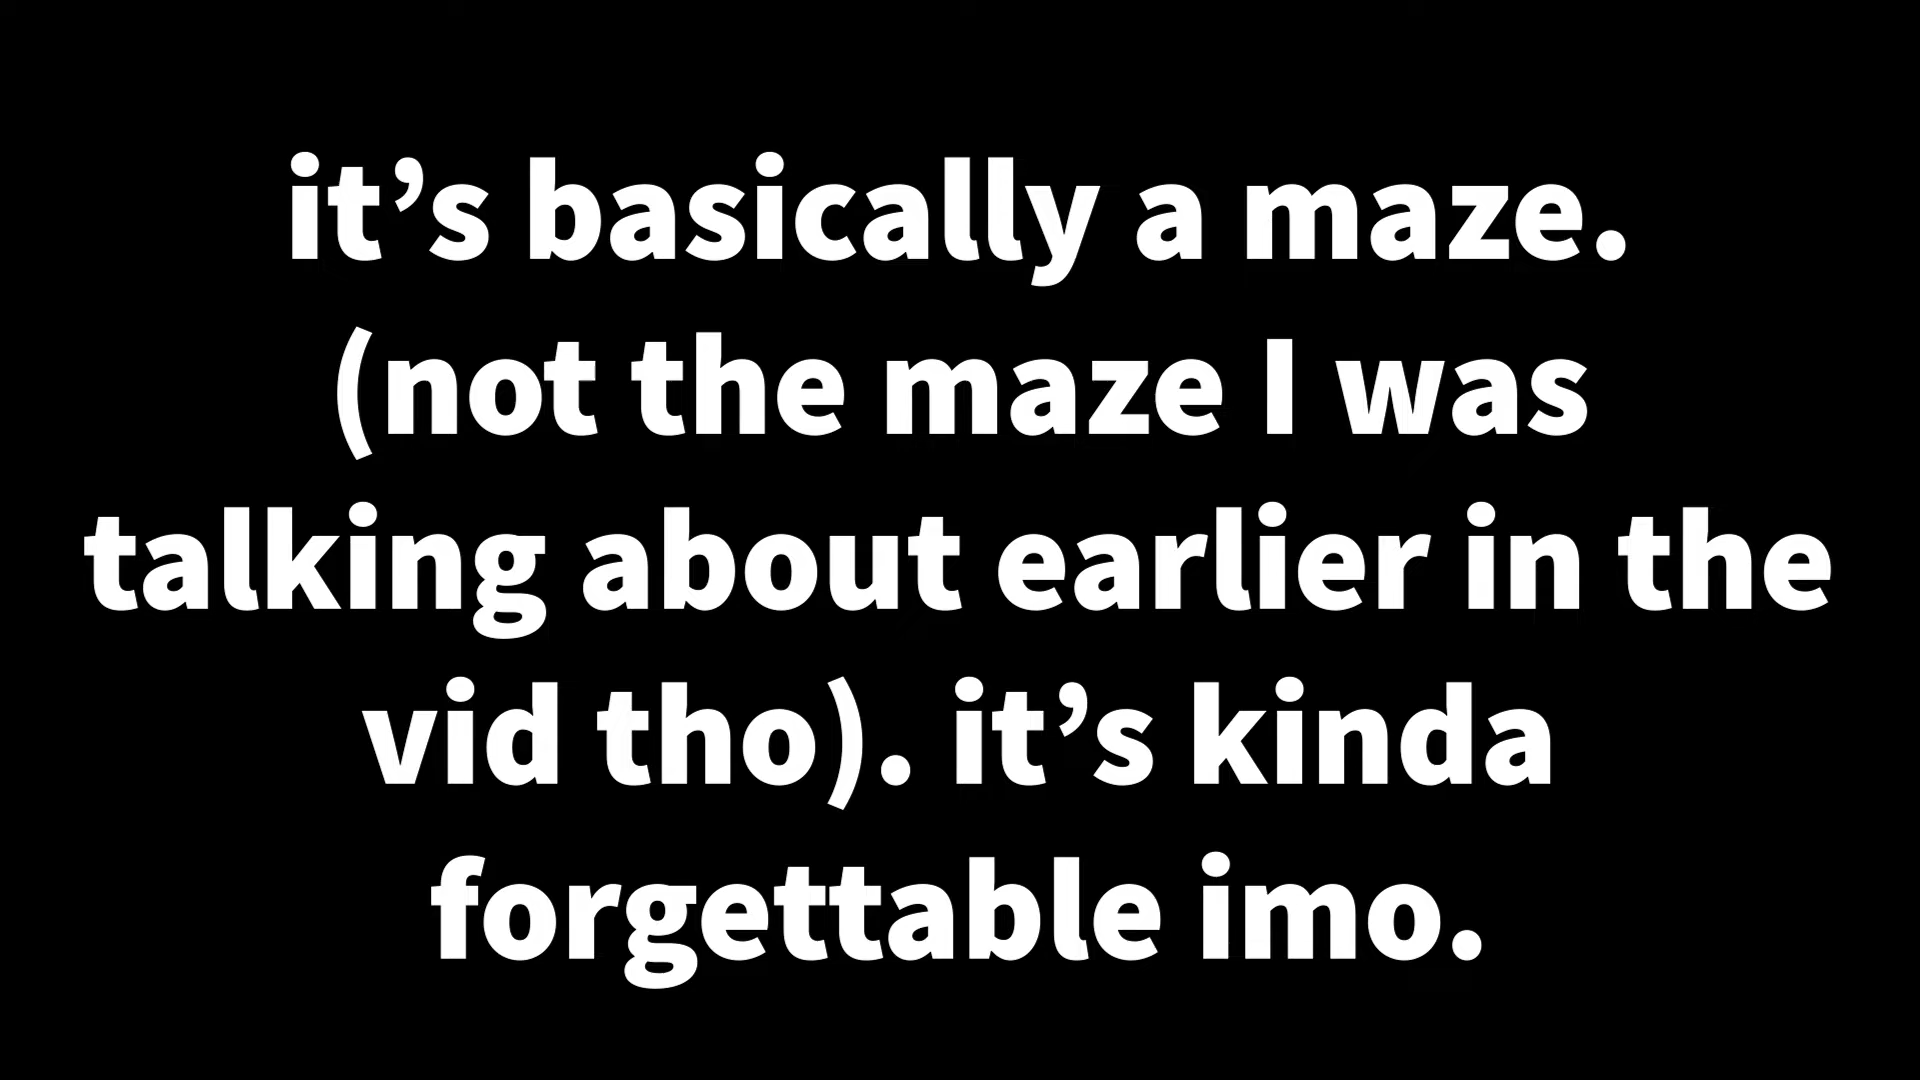 it’s basically a maze.
(not the maze I was
talking about earlier in the
vid tho). it’s kinda
forgettable imo.